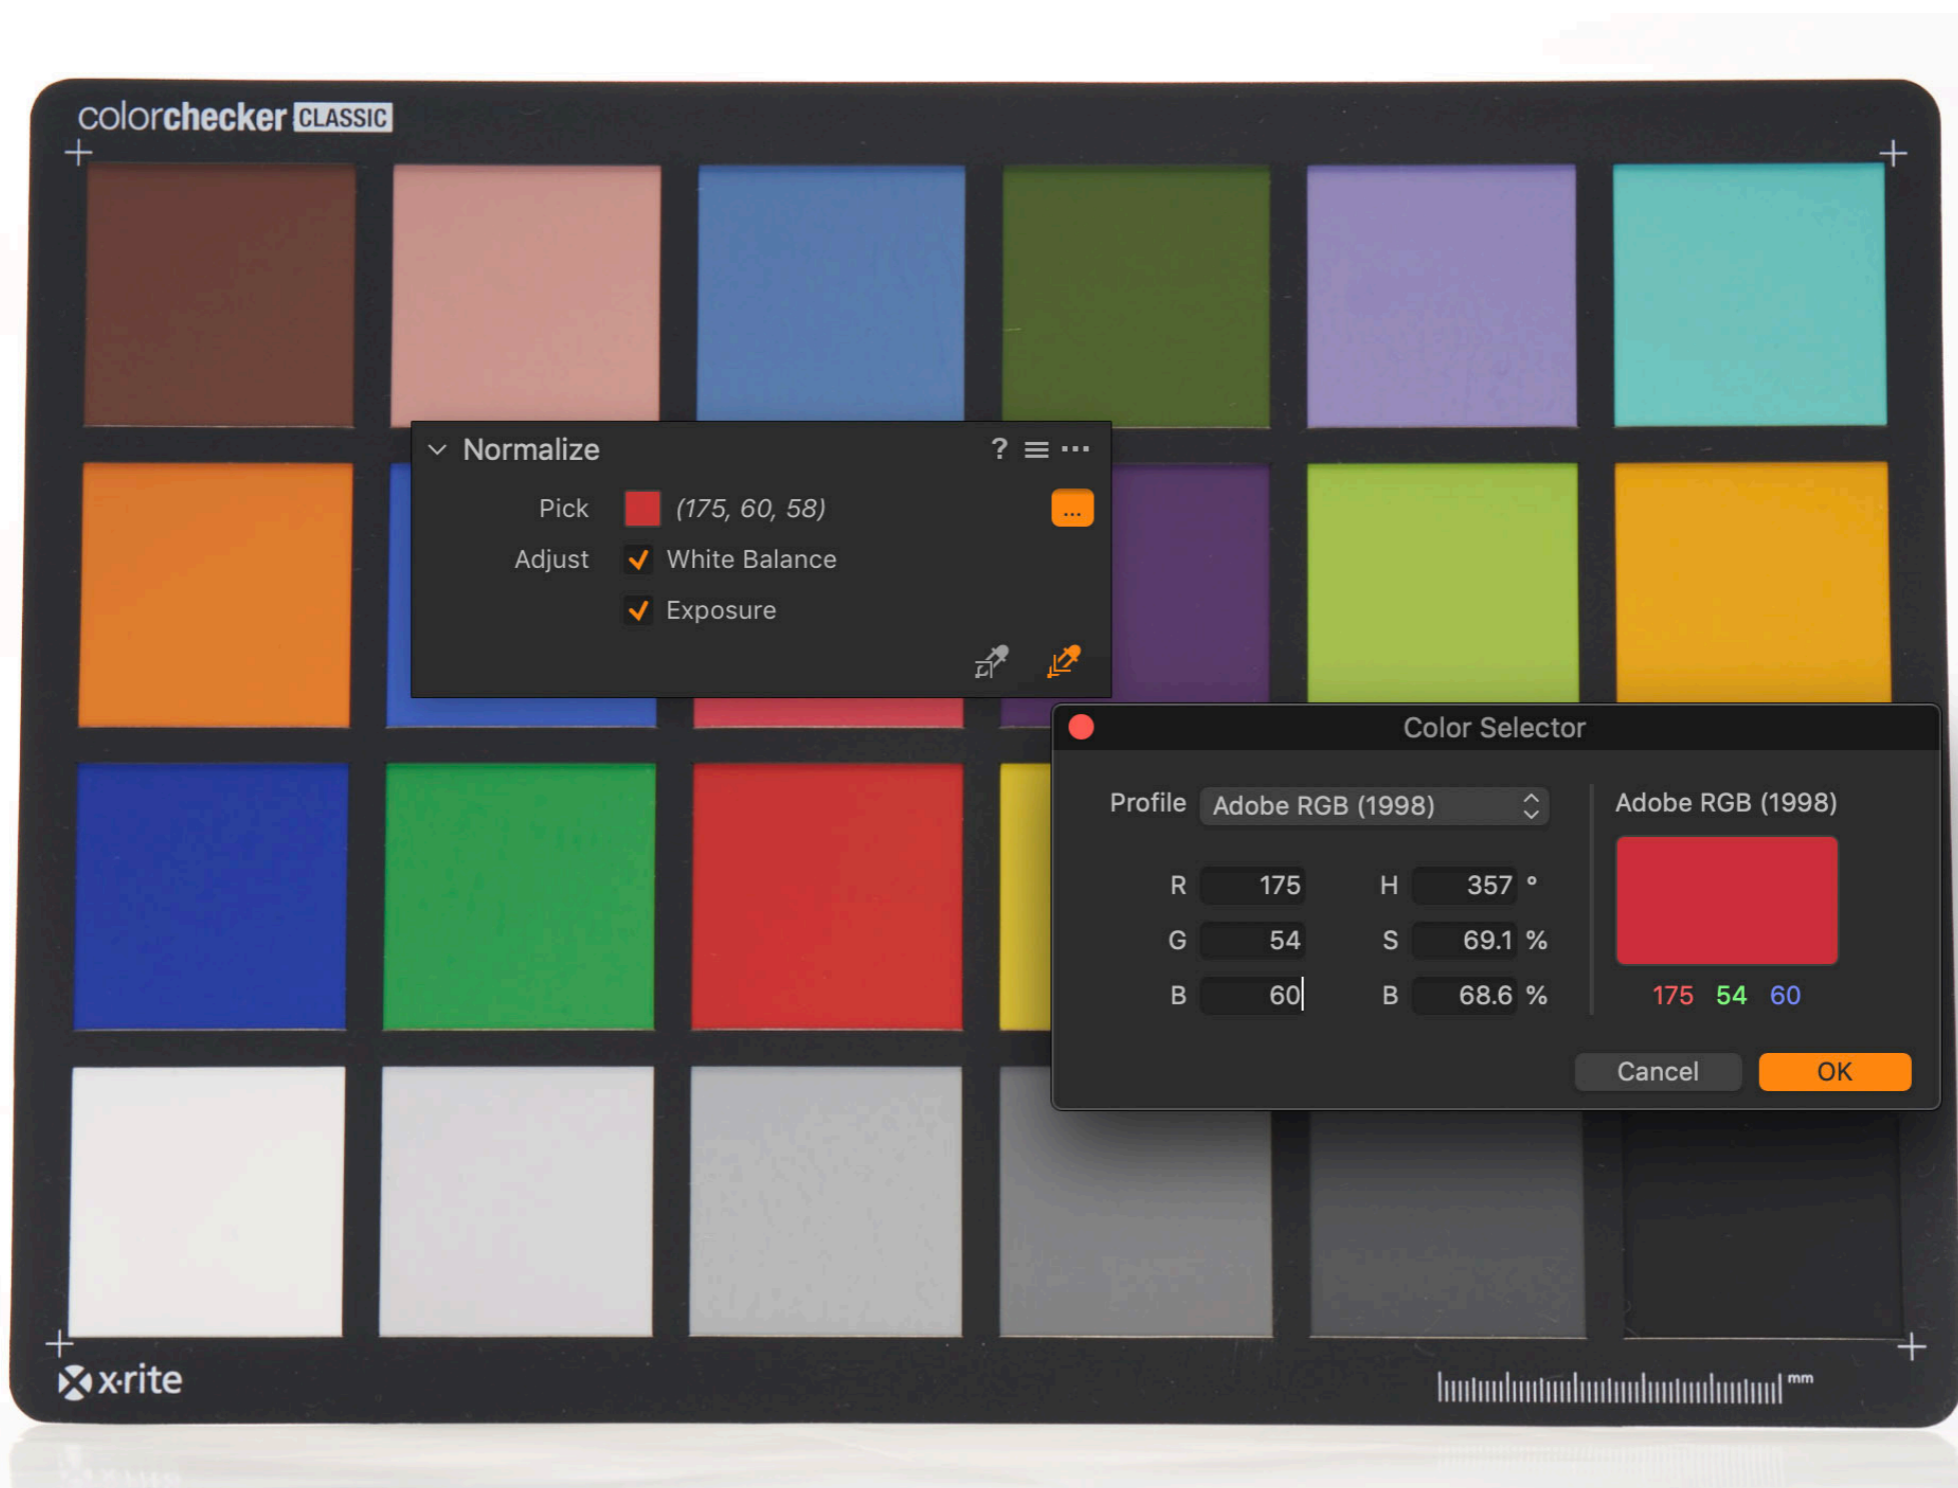 colorchecker CLASSIC
Normalize ? ...
Pick (175, 60, 58) ...
Adjust White Balance
Exposure
Color Selector
Profile Adobe RGB (1998) Adobe RGB (1998)
R 175 H 357 °
G 54 S 69.1 %
B 60 B 68.6 %
175 54 60
Cancel OK
x·rite
mm